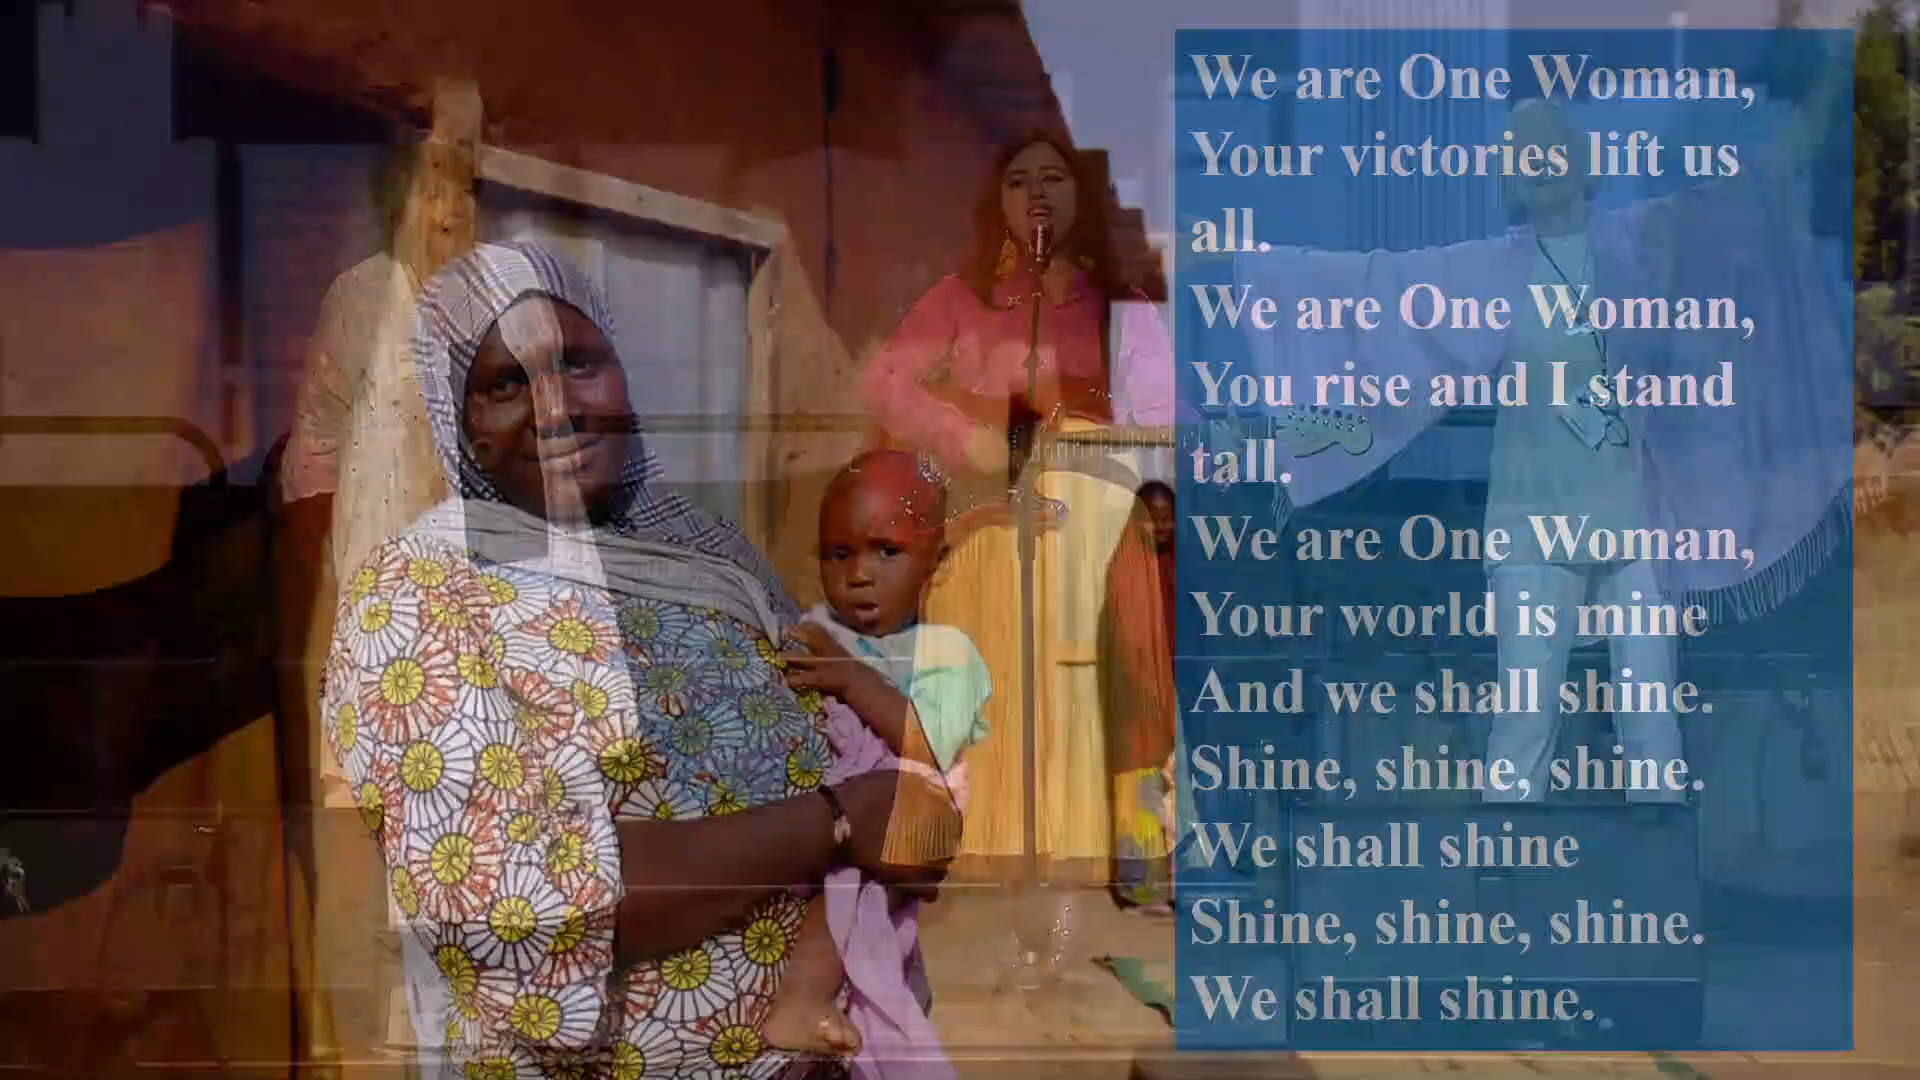 We are One Woman,
Your victories lift us
all.
We are One Woman,
You rise and I stand
tall.
We are One Woman,
Your world is mine
And we shall shine.
Shine, shine, shine.
We shall shine
Shine, shine, shine.
We shall shine.